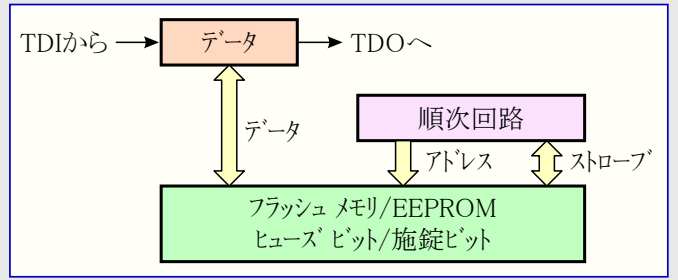 TDIから
データ
TDOへ
データ
順次回路
アドレス
ストローブ
フラッシュ メモリ/EEPROM
ヒューズ ビット/施錠ビット